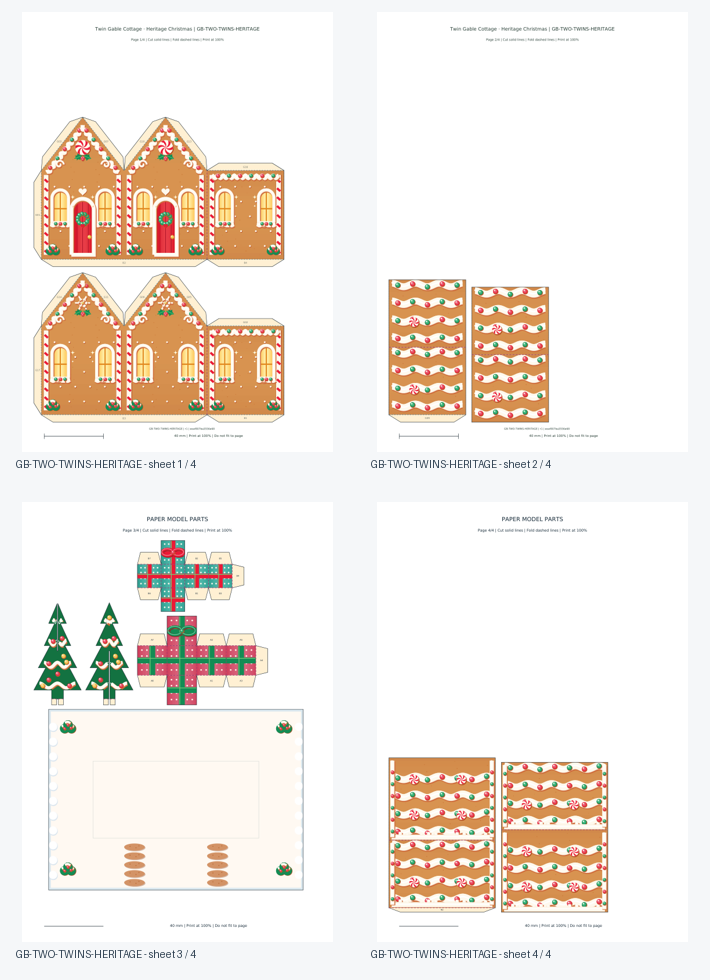 Twin Gable Cottage · Heritage Christmas | GB-TWO-TWINS-HERITAGE
Page 1/4 | Cut solid lines | Fold dashed lines | Print at 100%
40 mm | Print at 100% | Do not fit to page
GB-TWO-TWINS-HERITAGE - sheet 1 / 4
Twin Gable Cottage · Heritage Christmas | GB-TWO-TWINS-HERITAGE
Page 2/4 | Cut solid lines | Fold dashed lines | Print at 100%
40 mm | Print at 100% | Do not fit to page
GB-TWO-TWINS-HERITAGE - sheet 2 / 4
PAPER MODEL PARTS
Page 3/4 | Cut solid lines | Fold dashed lines | Print at 100%
40 mm | Print at 100% | Do not fit to page
GB-TWO-TWINS-HERITAGE - sheet 3 / 4
PAPER MODEL PARTS
Page 4/4 | Cut solid lines | Fold dashed lines | Print at 100%
40 mm | Print at 100% | Do not fit to page
GB-TWO-TWINS-HERITAGE - sheet 4 / 4